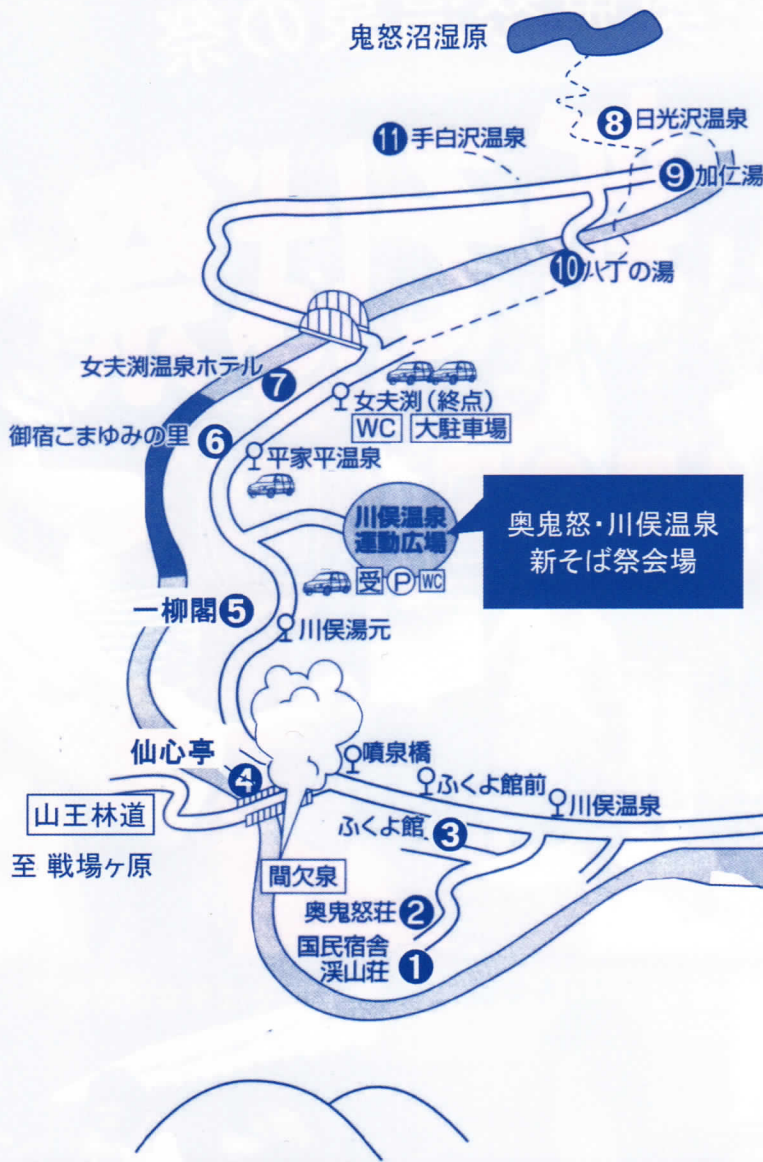 鬼怒沼湿原
⑧日光沢温泉
⑪手白沢温泉
⑨加仁湯
⑩八丁の湯
女夫渕温泉ホテル
⑦
女夫渕(終点)
WC 大駐車場
御宿こまゆみの里⑥
平家平温泉
川俣温泉
運動広場
奥鬼怒・川俣温泉
新そば祭会場
受 P WC
一柳閣⑤
川俣湯元
仙心亭
④
噴泉橋
ふくよ館前
川俣温泉
山王林道
ふくよ館③
至 戦場ヶ原
間欠泉
奥鬼怒荘②
国民宿舎
渓山荘①